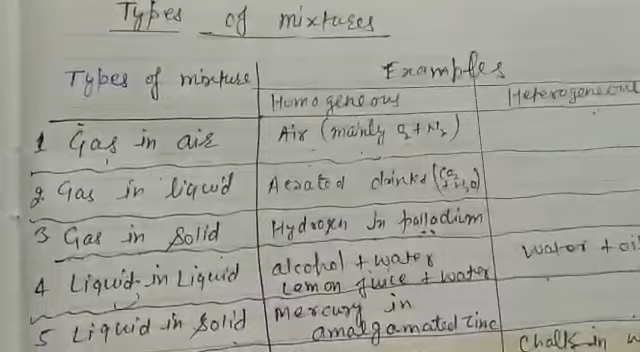 Types of mixtures
Types of mixture Examples
Homogeneous Heterogeneous
1 Gas in air Air (mainly O2 + N2)
2. Gas in liquid Aerated drinks
3 Gas in Solid Hydrogen In palladium
4 Liquid in Liquid alcohol + water water + oil
Lemon juice + water
5 Liquid in Solid Mercury in
amalgamated zinc
Chalk in